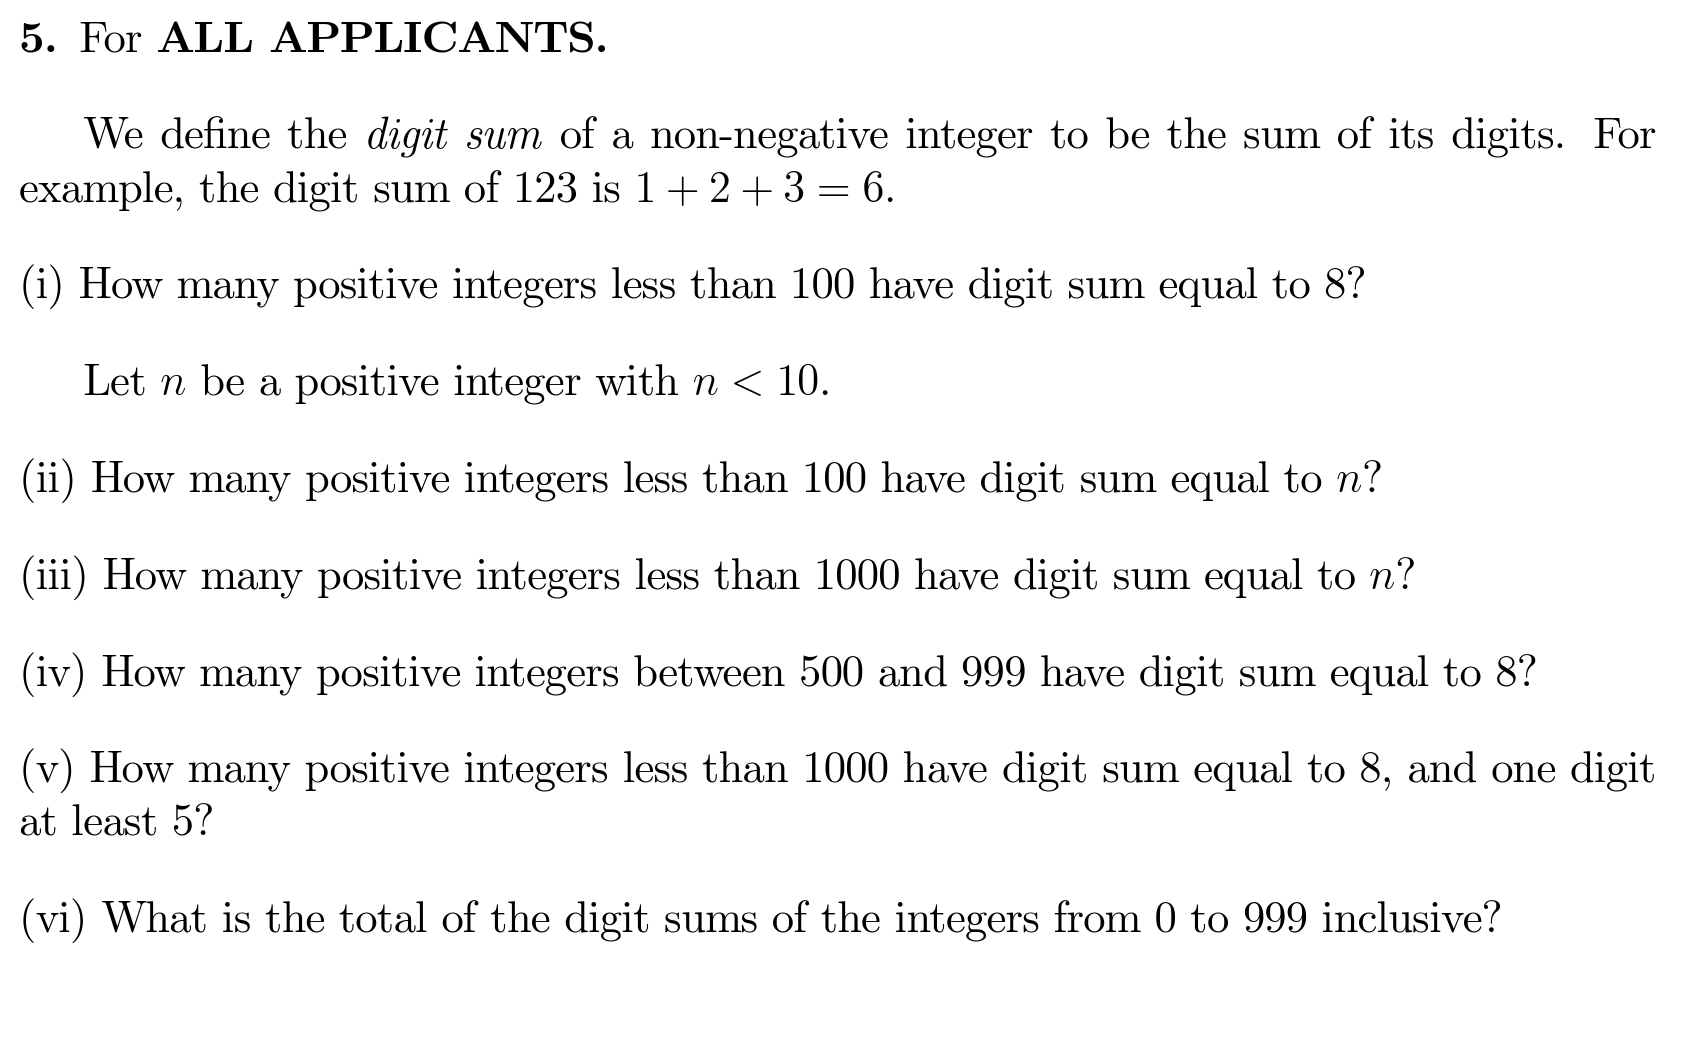 5. For ALL APPLICANTS.
We define the digit sum of a non-negative integer to be the sum of its digits. For
example, the digit sum of 123 is 1 + 2 + 3 = 6.
(i) How many positive integers less than 100 have digit sum equal to 8?
Let n be a positive integer with n < 10.
(ii) How many positive integers less than 100 have digit sum equal to n?
(iii) How many positive integers less than 1000 have digit sum equal to n?
(iv) How many positive integers between 500 and 999 have digit sum equal to 8?
(v) How many positive integers less than 1000 have digit sum equal to 8, and one digit
at least 5?
(vi) What is the total of the digit sums of the integers from 0 to 999 inclusive?